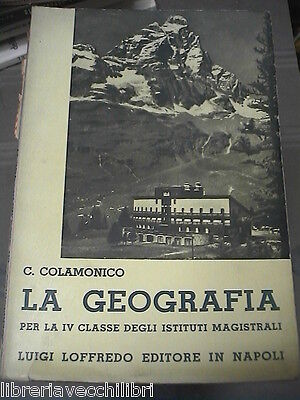 C. COLAMONICO
LA GEOGRAFIA
PER LA IV CLASSE DEGLI ISTITUTI MAGISTRALI
LUIGI LOFFREDO EDITORE IN NAPOLI
libreriavecchilibri